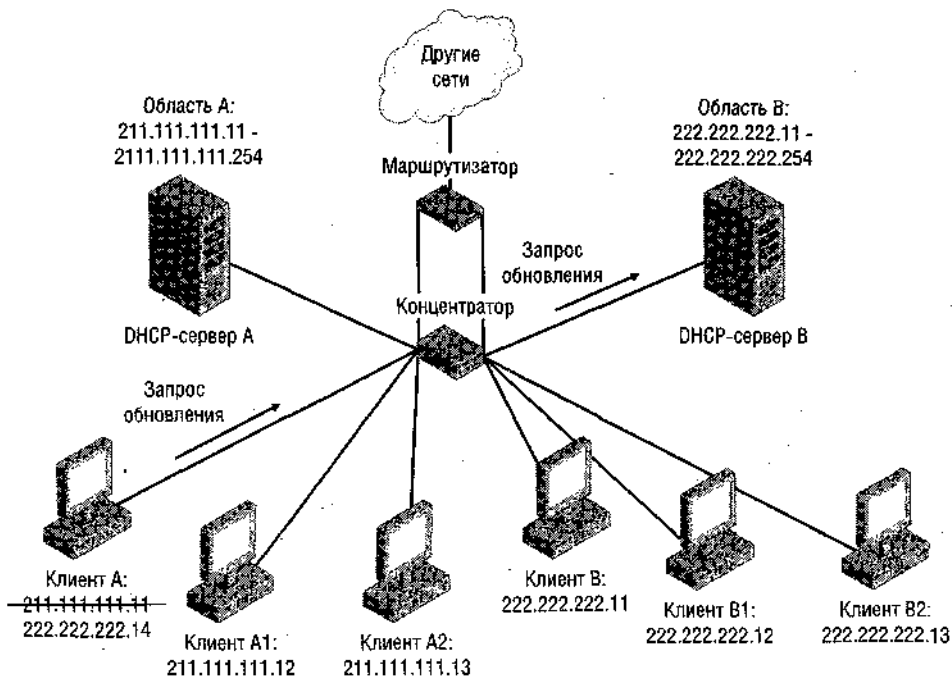 Другие
сети
Область А:
211.111.111.11 -
2111.111.111.254
Область В:
222.222.222.11 -
222.222.222.254
Маршрутизатор
Запрос
обновления
Концентратор
DHCP-сервер А
DHCP-сервер В
Запрос
обновления
Клиент А:
211.111.111.11
222.222.222.14
Клиент А1:
211.111.111.12
Клиент А2:
211.111.111.13
Клиент В:
222.222.222.11
Клиент В1:
222.222.222.12
Клиент В2:
222.222.222.13